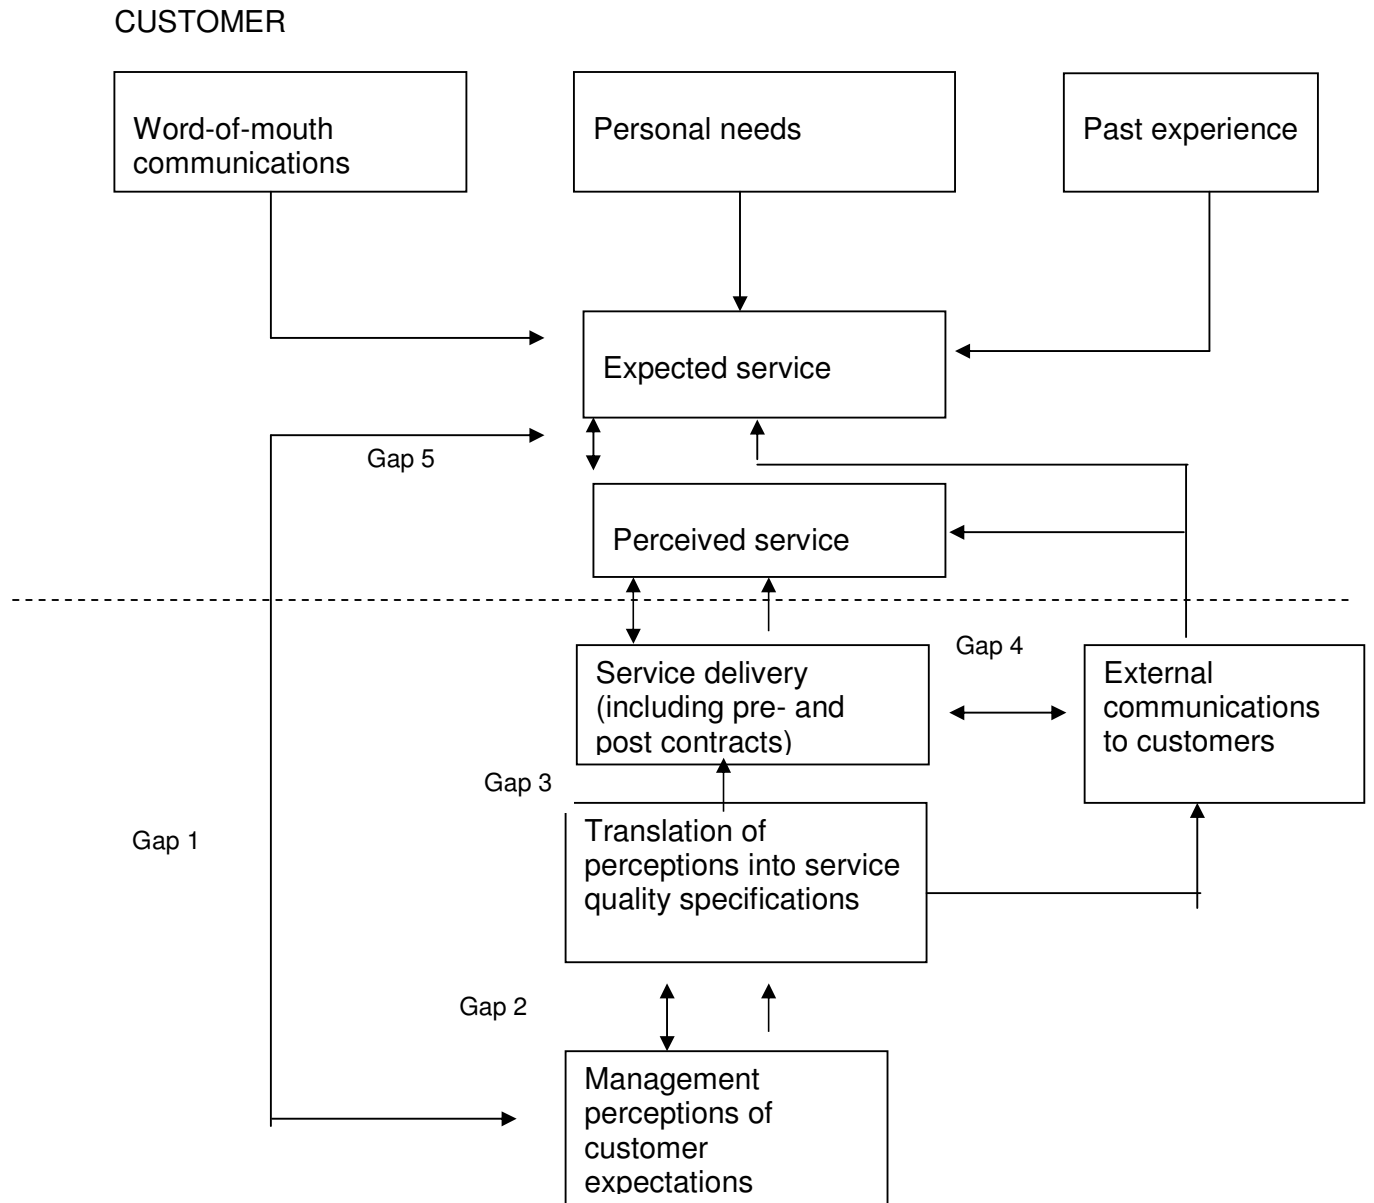 CUSTOMER
Word-of-mouth
communications
Personal needs
Past experience
Expected service
Gap 5
Perceived service
Gap 4
Service delivery
(including pre- and
post contracts)
External
communications
to customers
Gap 3
Gap 1
Translation of
perceptions into service
quality specifications
Gap 2
Management
perceptions of
customer
expectations